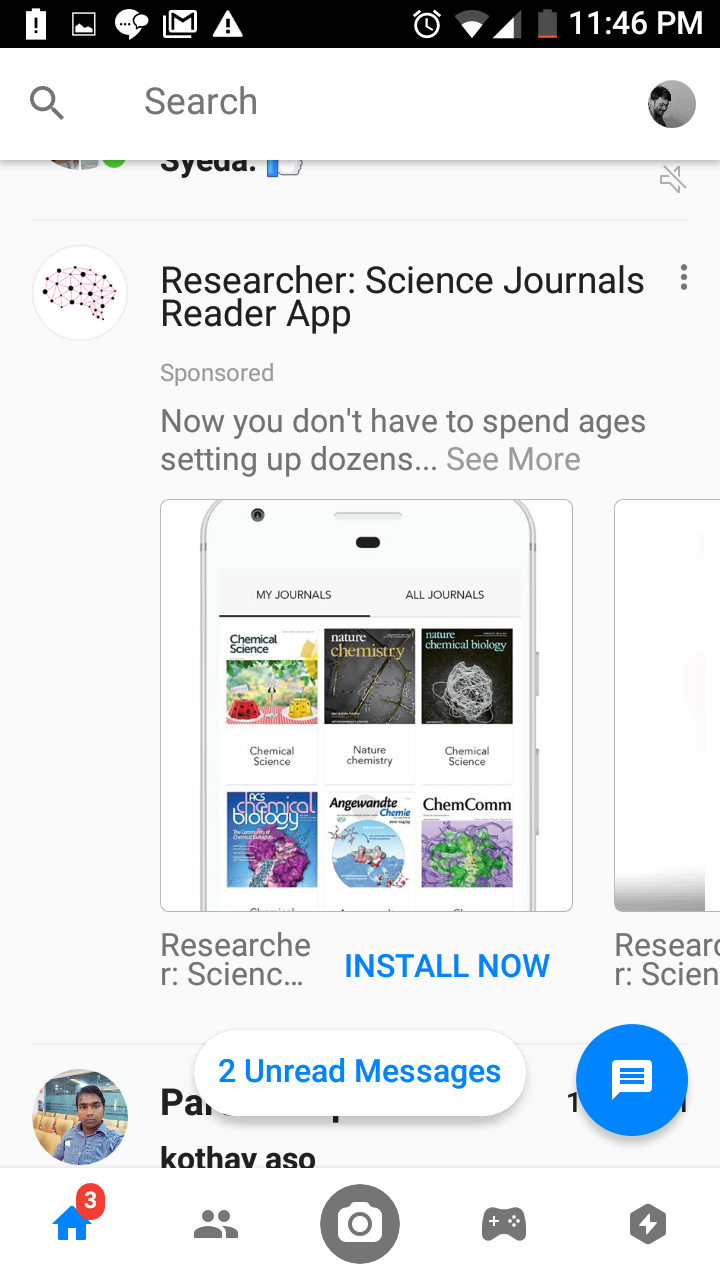 11:46 PM
Search
Syeda:
Researcher: Science Journals
Reader App
Sponsored
Now you don't have to spend ages
setting up dozens... See More
MY JOURNALS
ALL JOURNALS
Chemical
Science
nature
chemistry
nature
chemical biology
Chemical
Science
Nature
chemistry
Chemical
Science
ACS
chemical
biology
Angewandte
Chemie
ChemComm
Researche
r: Scienc...
INSTALL NOW
Researc
r: Scien
2 Unread Messages
kothay aso
3